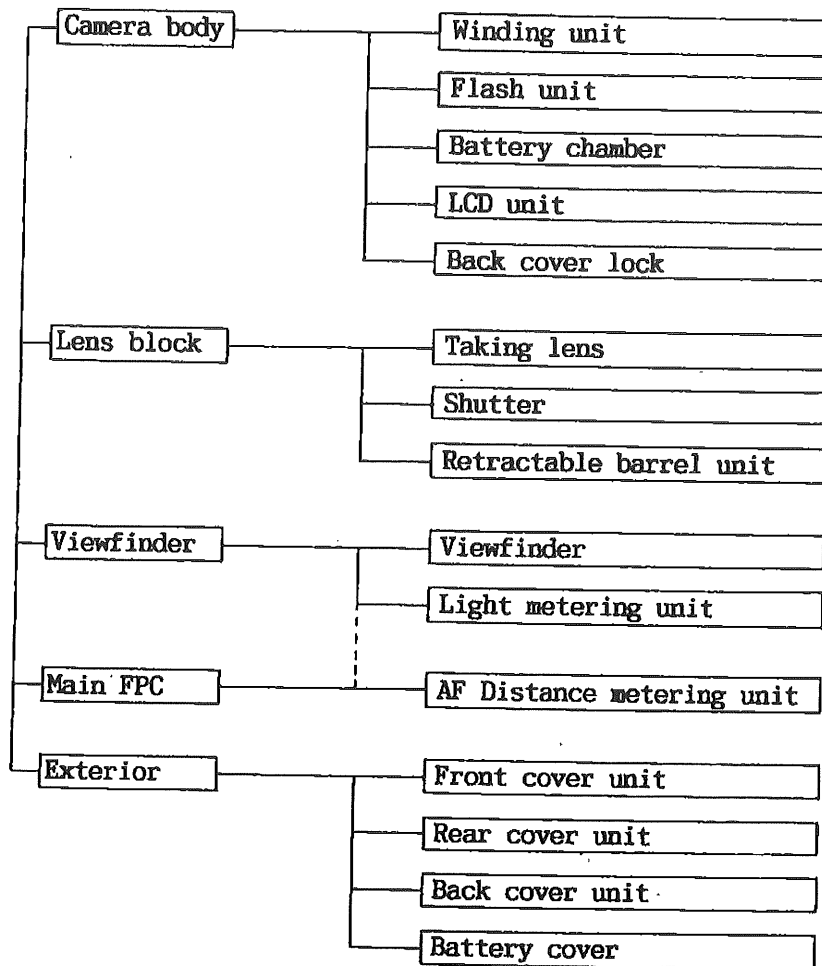 Camera body
Winding unit
Flash unit
Battery chamber
LCD unit
Back cover lock
Lens block
Taking lens
Shutter
Retractable barrel unit
Viewfinder
Viewfinder
Light metering unit
Main FPC
AF Distance metering unit
Exterior
Front cover unit
Rear cover unit
Back cover unit
Battery cover